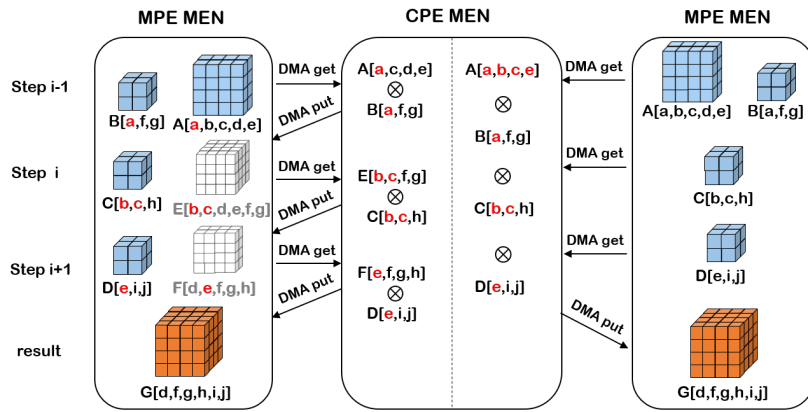 MPE MEN
CPE MEN
MPE MEN
Step i-1
B[a,f,g]
A[a,b,c,d,e]
DMA get
DMA put
A[a,c,d,e]
⊗
B[a,f,g]
A[a,b,c,e]
⊗
B[a,f,g]
DMA get
A[a,b,c,d,e]
B[a,f,g]
Step i
C[b,c,h]
E[b,c,d,e,f,g]
DMA get
DMA put
E[b,c,f,g]
⊗
C[b,c,h]
⊗
C[b,c,h]
DMA get
C[b,c,h]
Step i+1
D[e,i,j]
F[d,e,f,g,h]
DMA get
DMA put
F[e,f,g,h]
⊗
D[e,i,j]
⊗
D[e,i,j]
DMA get
D[e,i,j]
DMA put
result
G[d,f,g,h,i,j]
G[d,f,g,h,i,j]